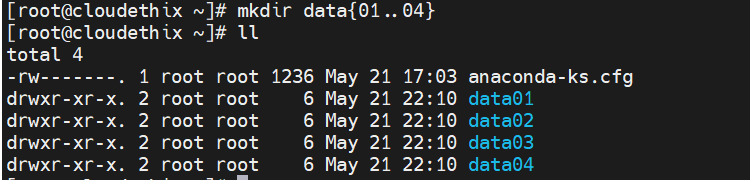 [root@cloudethix ~]# mkdir data{01..04}
[root@cloudethix ~]# ll
total 4
-rw-------. 1 root root 1236 May 21 17:03 anaconda-ks.cfg
drwxr-xr-x. 2 root root    6 May 21 22:10 data01
drwxr-xr-x. 2 root root    6 May 21 22:10 data02
drwxr-xr-x. 2 root root    6 May 21 22:10 data03
drwxr-xr-x. 2 root root    6 May 21 22:10 data04
[root@cloudethix ~]#